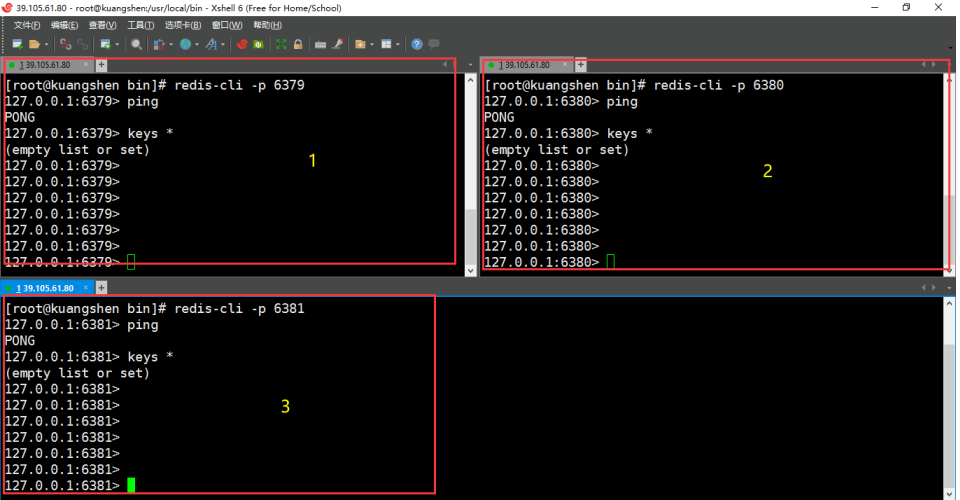 39.105.61.80 - root@kuangshen:/usr/local/bin - Xshell 6 (Free for Home/School)
文件(F) 编辑(E) 查看(V) 工具(T) 选项卡(B) 窗口(W) 帮助(H)
1 39.105.61.80 × +
[root@kuangshen bin]# redis-cli -p 6379
127.0.0.1:6379> ping
PONG
127.0.0.1:6379> keys *
(empty list or set)
127.0.0.1:6379>
127.0.0.1:6379>
127.0.0.1:6379>
127.0.0.1:6379>
127.0.0.1:6379>
127.0.0.1:6379>
127.0.0.1:6379>
1
1 39.105.61.80 × +
[root@kuangshen bin]# redis-cli -p 6380
127.0.0.1:6380> ping
PONG
127.0.0.1:6380> keys *
(empty list or set)
127.0.0.1:6380>
127.0.0.1:6380>
127.0.0.1:6380>
127.0.0.1:6380>
127.0.0.1:6380>
127.0.0.1:6380>
127.0.0.1:6380>
2
1 39.105.61.80 × +
[root@kuangshen bin]# redis-cli -p 6381
127.0.0.1:6381> ping
PONG
127.0.0.1:6381> keys *
(empty list or set)
127.0.0.1:6381>
127.0.0.1:6381>
127.0.0.1:6381>
127.0.0.1:6381>
127.0.0.1:6381>
127.0.0.1:6381>
127.0.0.1:6381>
3